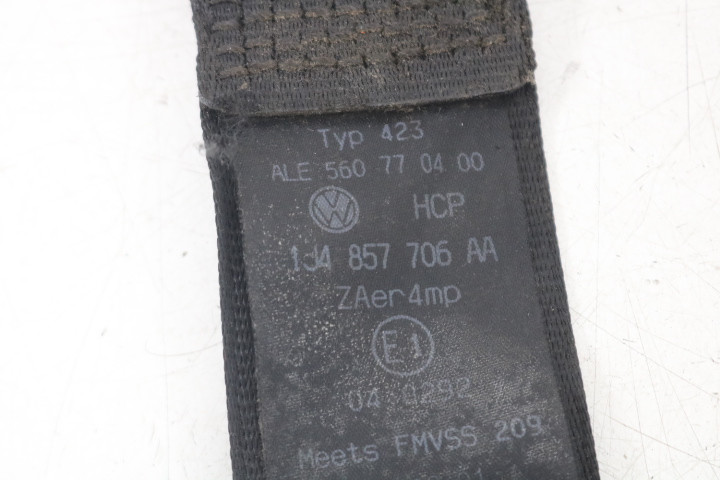 Typ 423
ALE 560 77 04 00
VW HCP
1J4 857 706 AA
ZAer4mp
E1
04 0292
Meets FMVSS 209